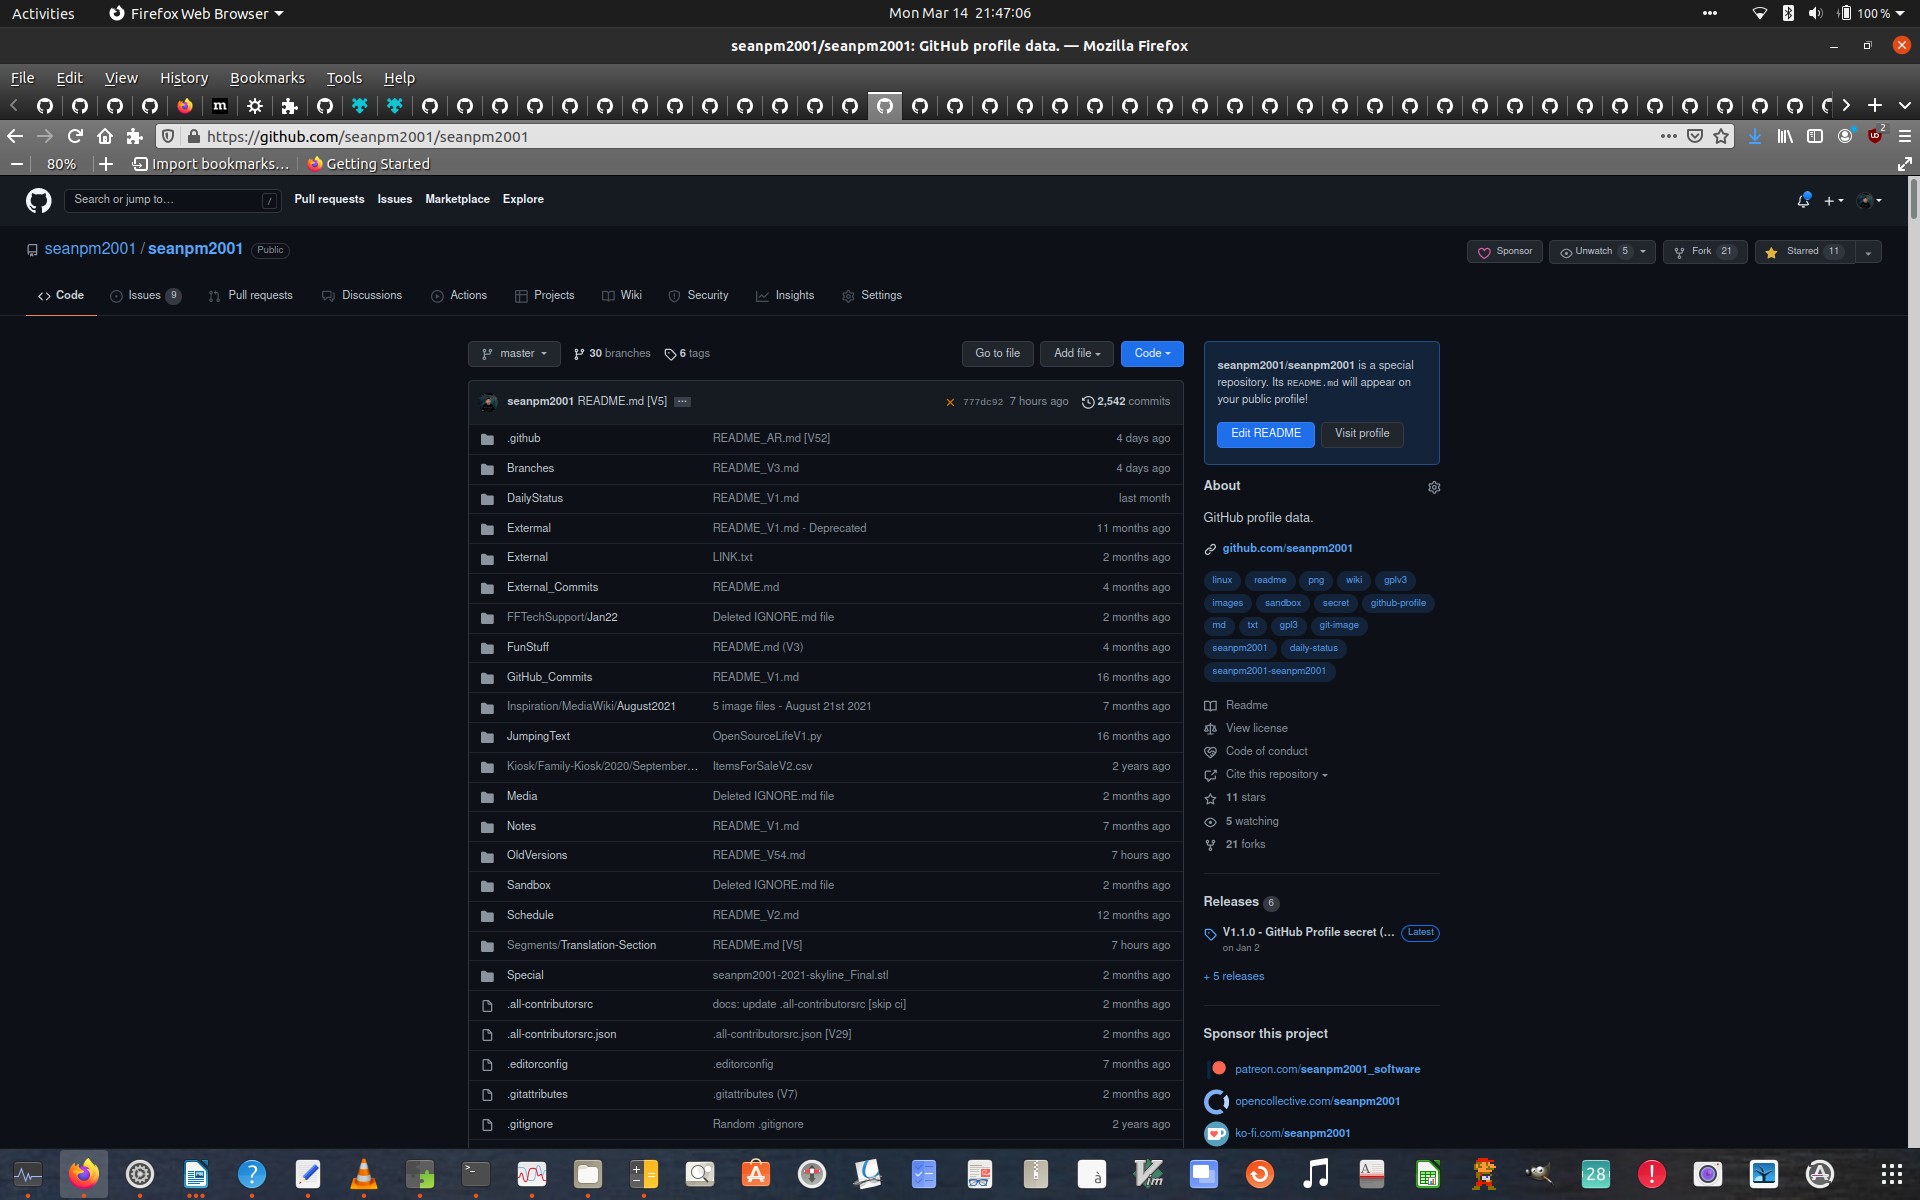 Activities Firefox Web Browser Mon Mar 14 21:47:06 100 %
seanpm2001/seanpm2001: GitHub profile data. — Mozilla Firefox
File Edit View History Bookmarks Tools Help
https://github.com/seanpm2001/seanpm2001 2
80% Import bookmarks… Getting Started
Search or jump to… / Pull requests Issues Marketplace Explore
seanpm2001 / seanpm2001 Public Sponsor Unwatch 5 Fork 21 Starred 11
Code Issues 9 Pull requests Discussions Actions Projects Wiki Security Insights Settings
master 30 branches 6 tags Go to file Add file Code
seanpm2001 README.md [V5] ... 777dc92 7 hours ago 2,542 commits
.github README_AR.md [V52] 4 days ago
Branches README_V3.md 4 days ago
DailyStatus README_V1.md last month
Extermal README_V1.md - Deprecated 11 months ago
External LINK.txt 2 months ago
External_Commits README.md 4 months ago
FFTechSupport/Jan22 Deleted IGNORE.md file 2 months ago
FunStuff README.md (V3) 4 months ago
GitHub_Commits README_V1.md 16 months ago
Inspiration/MediaWiki/August2021 5 image files - August 21st 2021 7 months ago
JumpingText OpenSourceLifeV1.py 16 months ago
Kiosk/Family-Kiosk/2020/September… ItemsForSaleV2.csv 2 years ago
Media Deleted IGNORE.md file 2 months ago
Notes README_V1.md 7 months ago
OldVersions README_V54.md 7 hours ago
Sandbox Deleted IGNORE.md file 2 months ago
Schedule README_V2.md 12 months ago
Segments/Translation-Section README.md [V5] 7 hours ago
Special seanpm2001-2021-skyline_Final.stl 2 months ago
.all-contributorsrc docs: update .all-contributorsrc [skip ci] 2 months ago
.all-contributorsrc.json .all-contributorsrc.json [V29] 2 months ago
.editorconfig .editorconfig 7 months ago
.gitattributes .gitattributes (V7) 2 months ago
.gitignore Random .gitignore 2 years ago
seanpm2001/seanpm2001 is a special
repository. Its README.md will appear on
your public profile!
Edit README Visit profile
About
GitHub profile data.
github.com/seanpm2001
linux readme png wiki gplv3
images sandbox secret github-profile
md txt gpl3 git-image
seanpm2001 daily-status
seanpm2001-seanpm2001
Readme
View license
Code of conduct
Cite this repository
11 stars
5 watching
21 forks
Releases 6
V1.1.0 - GitHub Profile secret (… Latest
on Jan 2
+ 5 releases
Sponsor this project
patreon.com/seanpm2001_software
opencollective.com/seanpm2001
ko-fi.com/seanpm2001
28